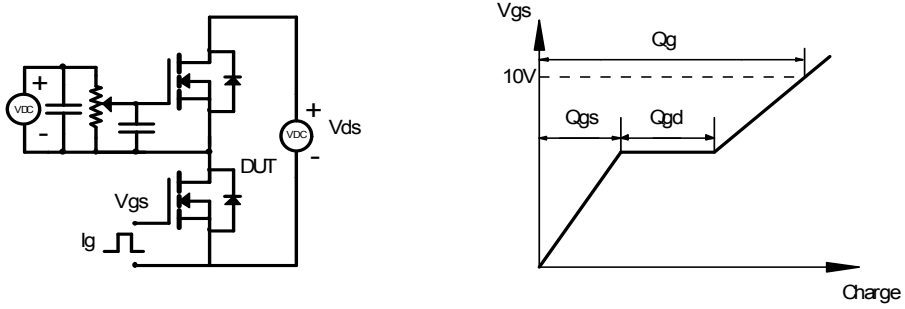 +
VDC
-
Vgs
Ig
DUT
+
VDC
-
Vds
Vgs
Qg
10V
Qgs
Qgd
Charge